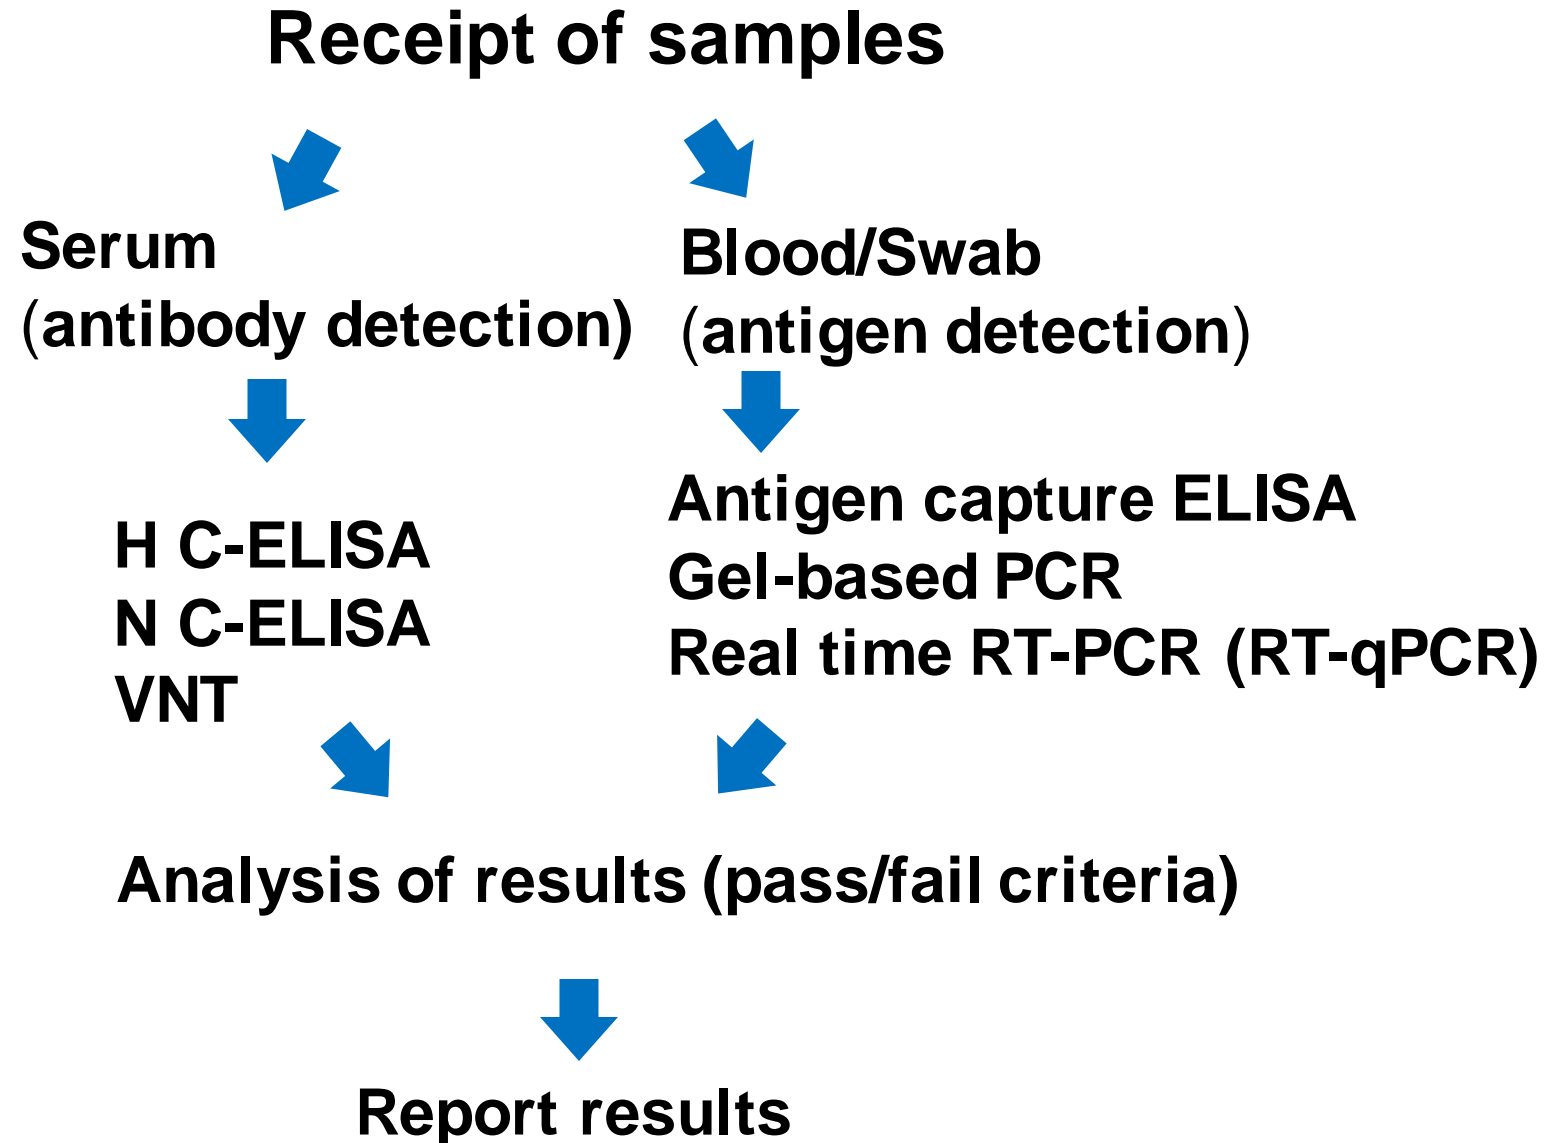 Receipt of samples
Serum
(antibody detection)
Blood/Swab
(antigen detection)
H C-ELISA
N C-ELISA
VNT
Antigen capture ELISA
Gel-based PCR
Real time RT-PCR (RT-qPCR)
Analysis of results (pass/fail criteria)
Report results